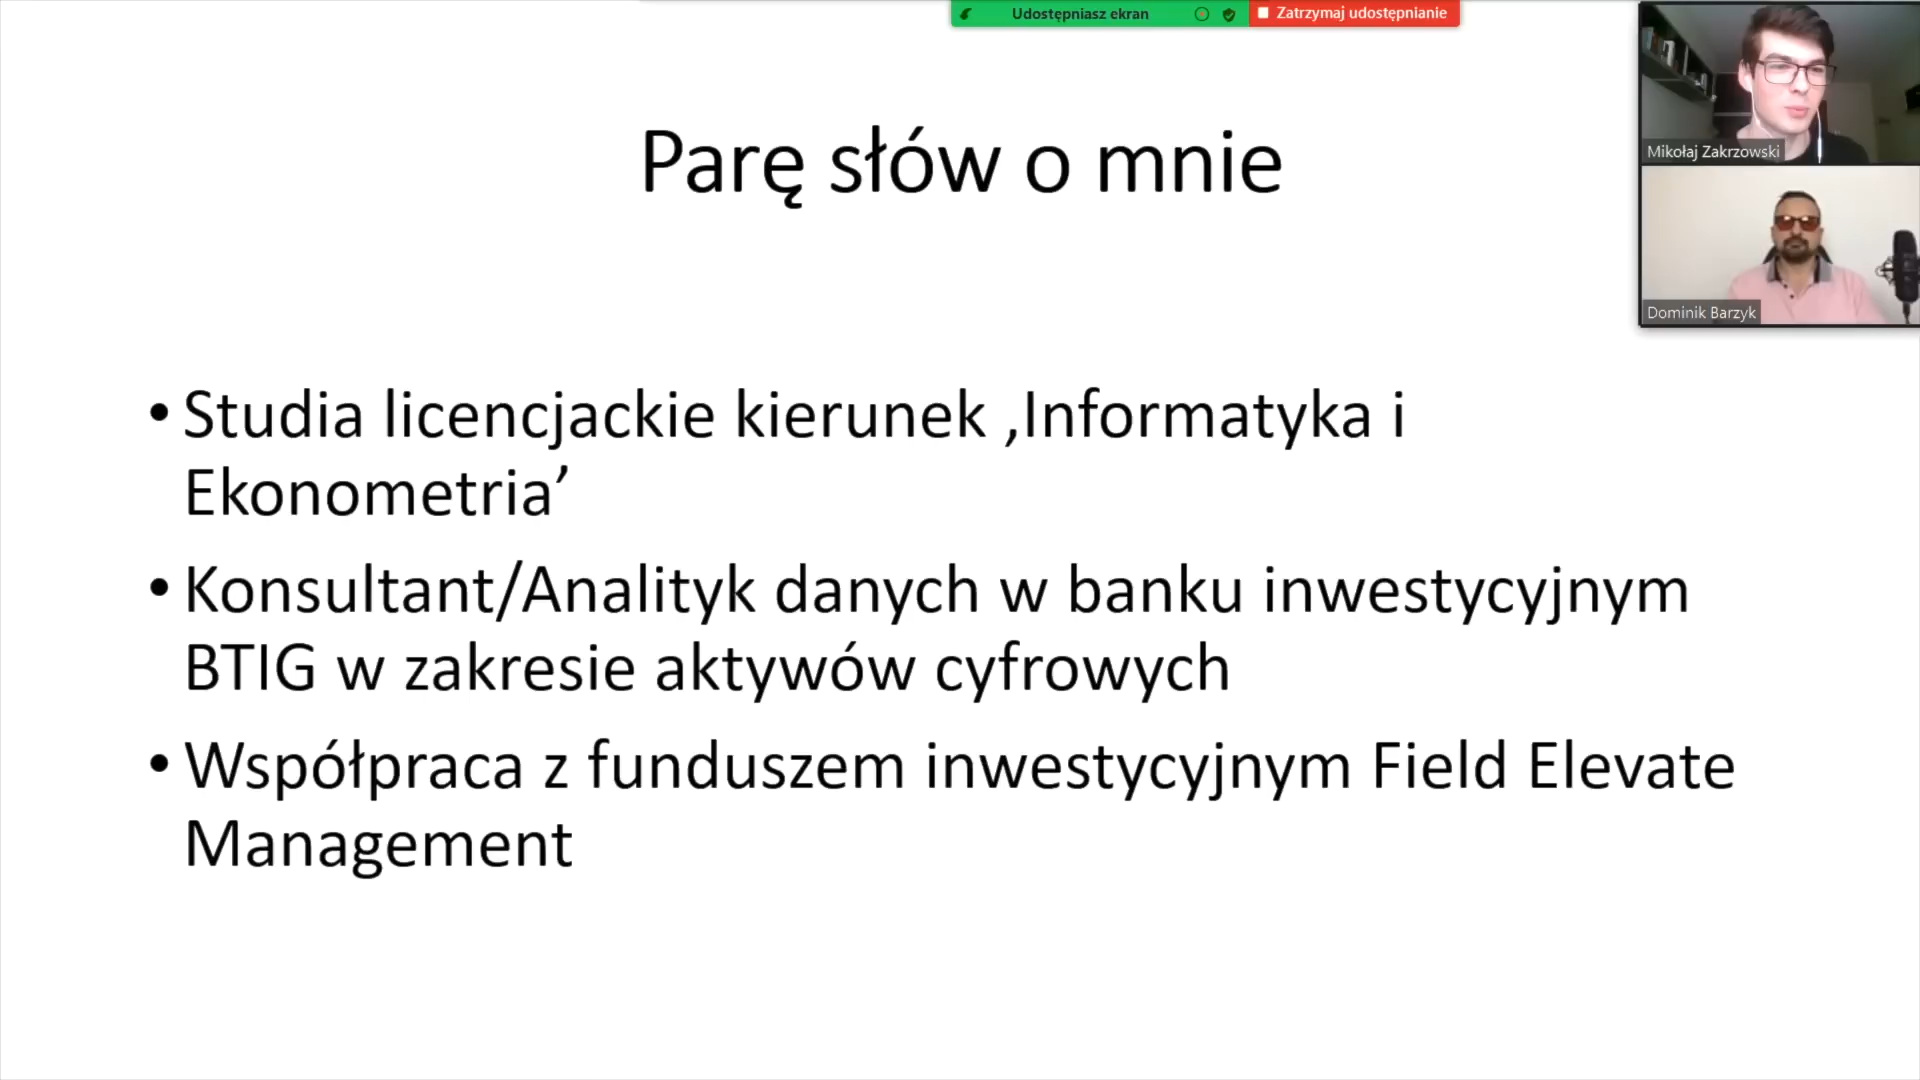 Udostępniasz ekran
Zatrzymaj udostępnianie
Parę słów o mnie
Mikołaj Zakrzowski
Dominik Barzyk
• Studia licencjackie kierunek ‚Informatyka i
Ekonometria’
• Konsultant/Analityk danych w banku inwestycyjnym
BTIG w zakresie aktywów cyfrowych
• Współpraca z funduszem inwestycyjnym Field Elevate
Management